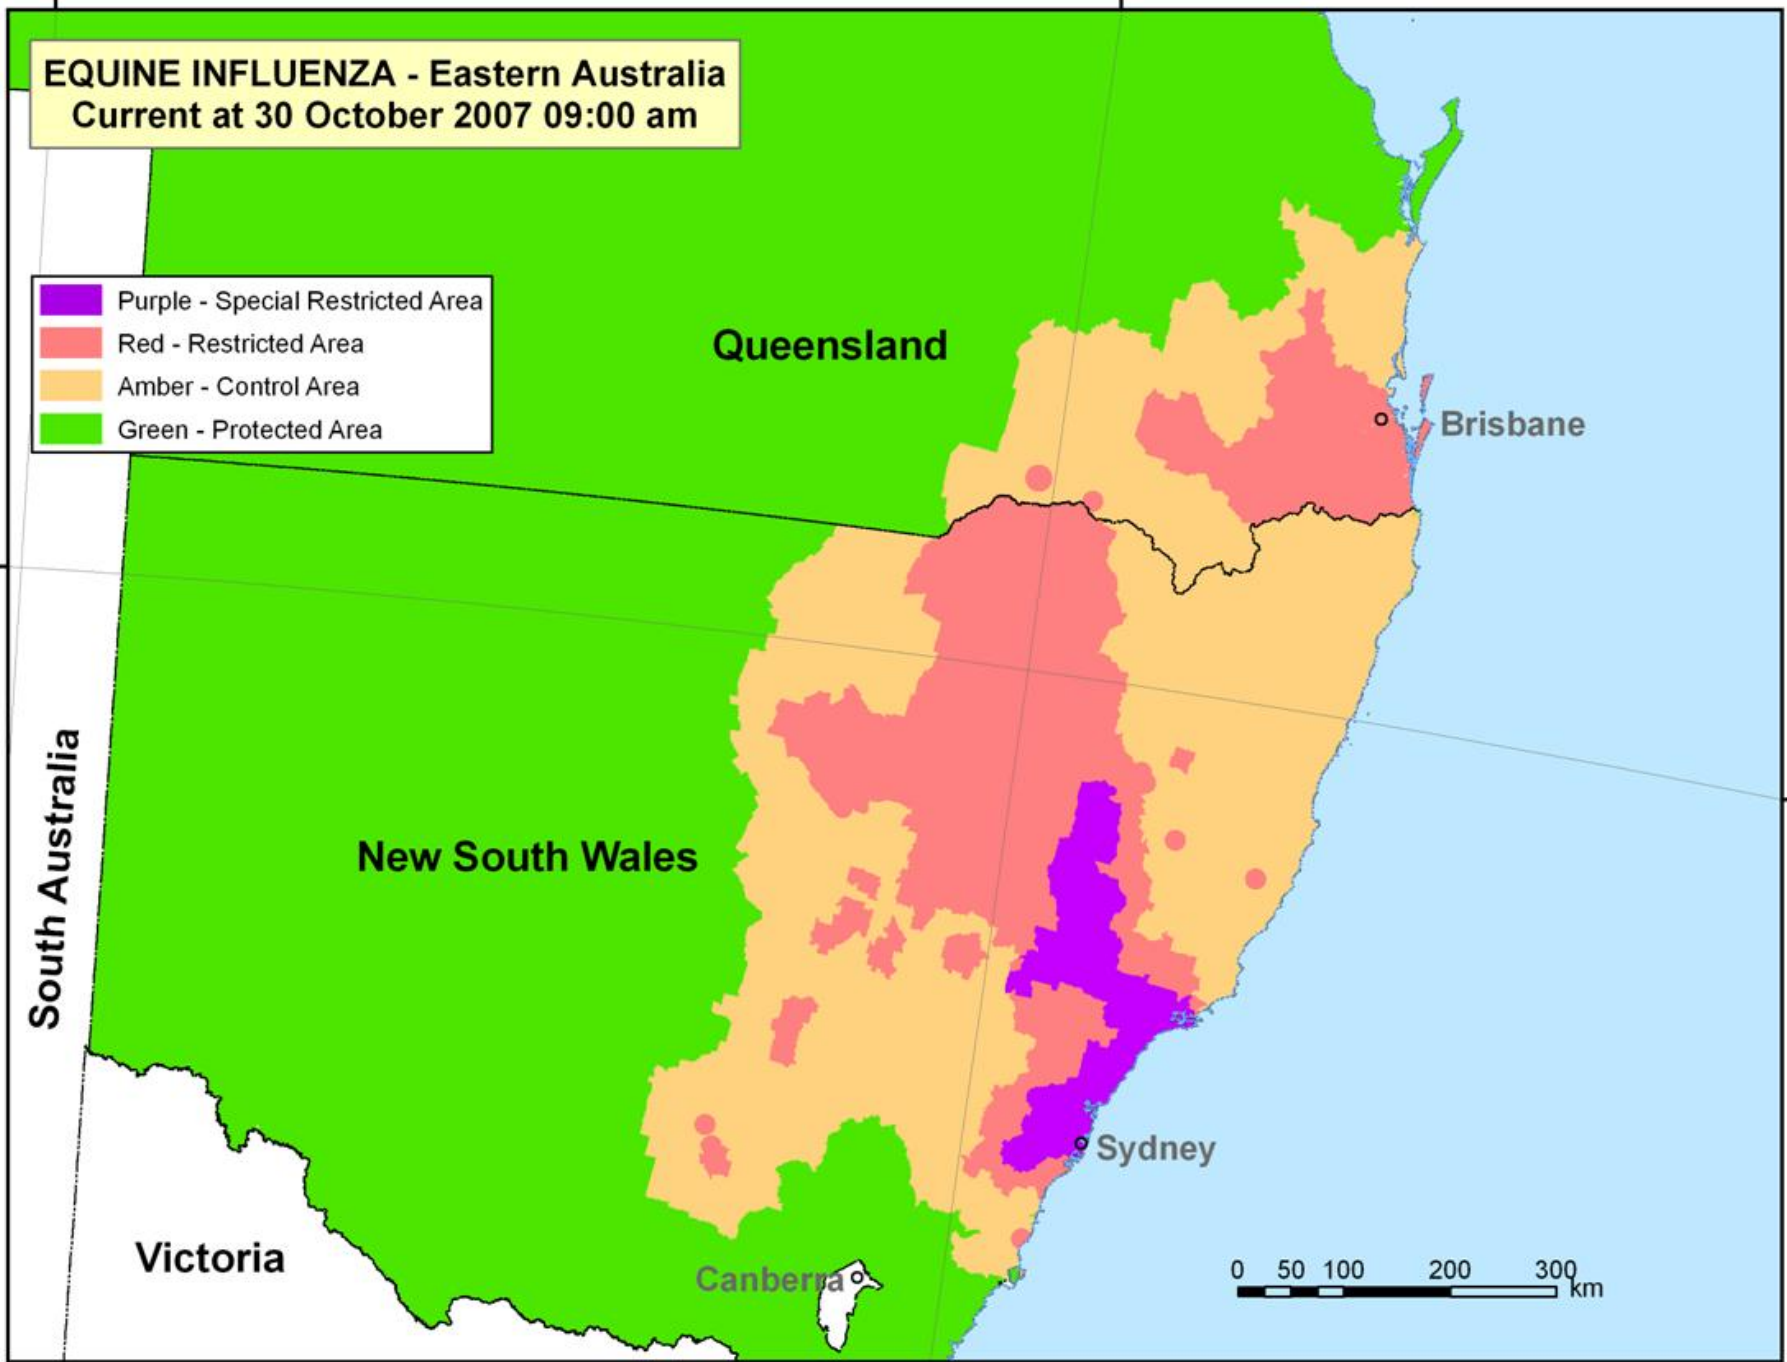 EQUINE INFLUENZA - Eastern Australia
Current at 30 October 2007 09:00 am
Purple - Special Restricted Area
Red - Restricted Area
Amber - Control Area
Green - Protected Area
Queensland
Brisbane
South Australia
New South Wales
Sydney
Victoria
Canberra
0 50 100 200 300
km